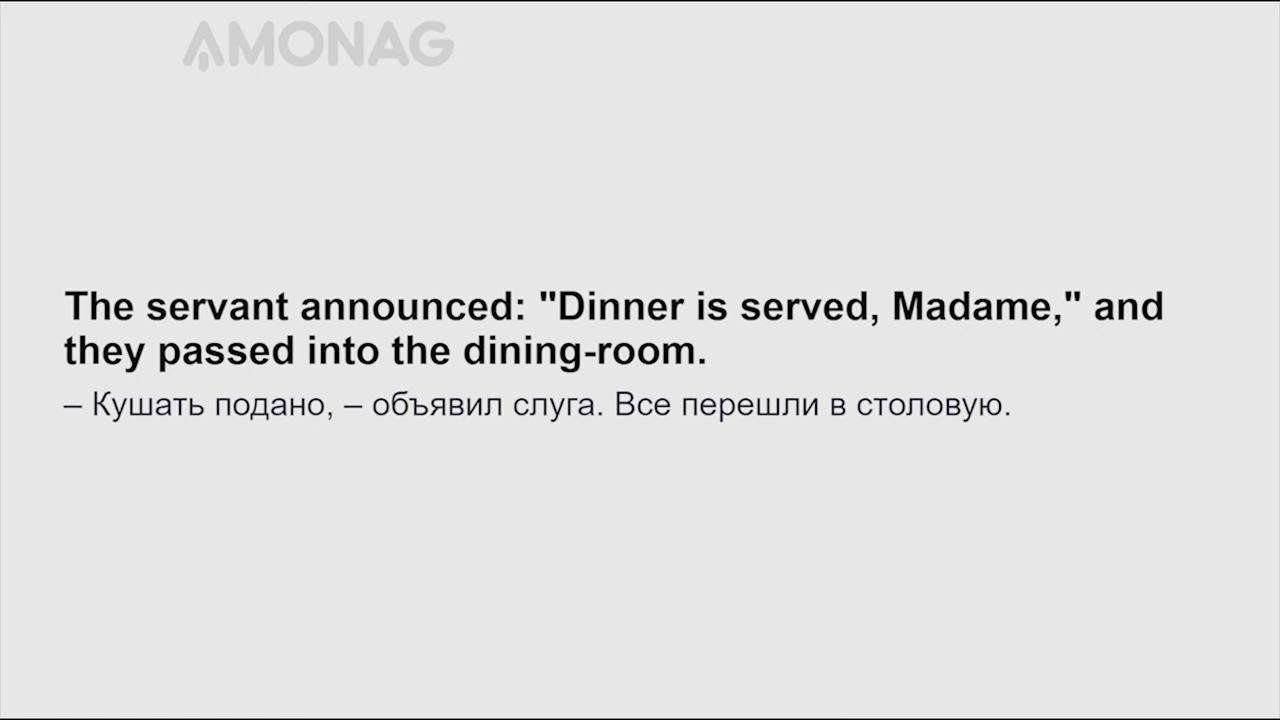 AMONAG
The servant announced: "Dinner is served, Madame," and
they passed into the dining-room.
– Кушать подано, – объявил слуга. Все перешли в столовую.